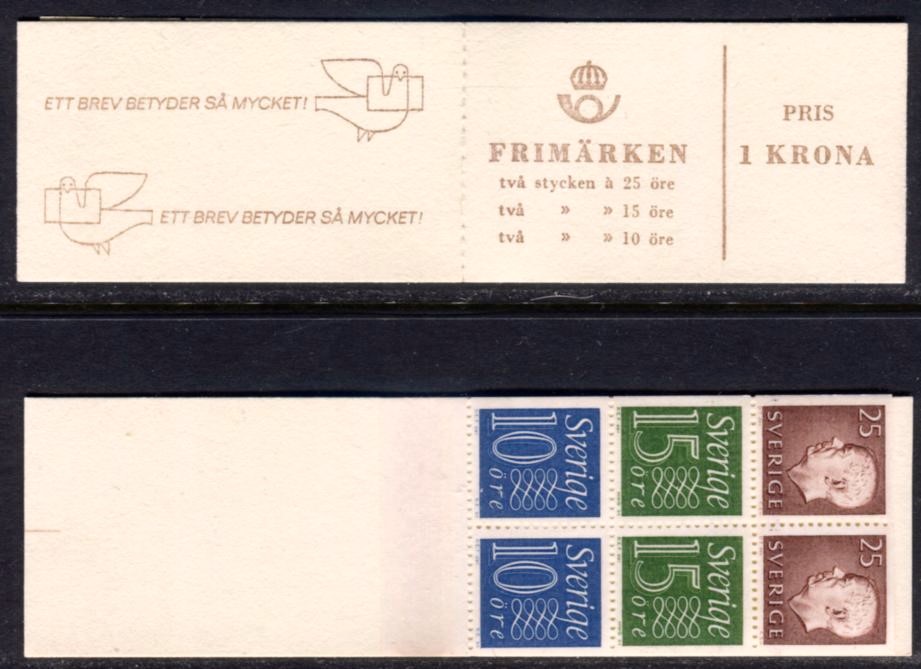 ETT BREV BETYDER SÅ MYCKET!
ETT BREV BETYDER SÅ MYCKET!
FRIMÄRKEN
två stycken à 25 öre
två » » 15 öre
två » » 10 öre
PRIS
1 KRONA
Sverige
10
öre
Sverige
15
öre
25
SVERIGE
Sverige
10
öre
Sverige
15
öre
25
SVERIGE